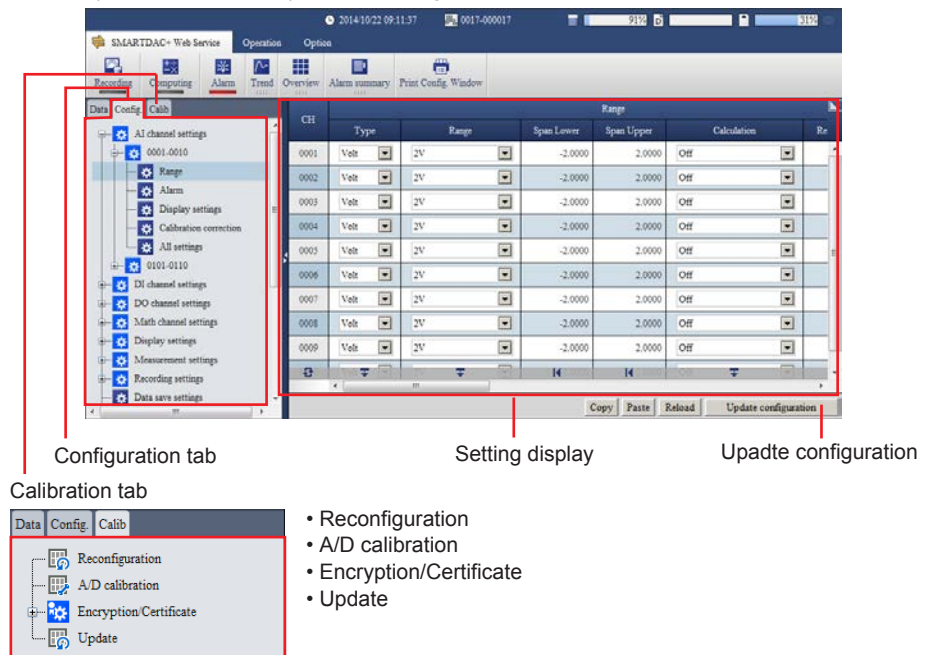 2014/10/22 09:11:37 0017-000017 91% 31%
SMARTDAC+ Web Service Operation Option
Recording Computing Alarm Trend Overview Alarm summary Print Config. Window
Data Config. Calib
AI channel settings
0001-0010
Range
Alarm
Display settings
Calibration correction
All settings
0101-0110
DI channel settings
DO channel settings
Math channel settings
Display settings
Measurement settings
Recording settings
Data save settings
CH Range
Type Range Span Lower Span Upper Calculation Re
0001 Volt 2V -2.0000 2.0000 Off
0002 Volt 2V -2.0000 2.0000 Off
0003 Volt 2V -2.0000 2.0000 Off
0004 Volt 2V -2.0000 2.0000 Off
0005 Volt 2V -2.0000 2.0000 Off
0006 Volt 2V -2.0000 2.0000 Off
0007 Volt 2V -2.0000 2.0000 Off
0008 Volt 2V -2.0000 2.0000 Off
0009 Volt 2V -2.0000 2.0000 Off
Copy Paste Reload Update configuration
Configuration tab
Setting display
Upadte configuration
Calibration tab
Data Config. Calib
Reconfiguration
A/D calibration
Encryption/Certificate
Update
• Reconfiguration
• A/D calibration
• Encryption/Certificate
• Update